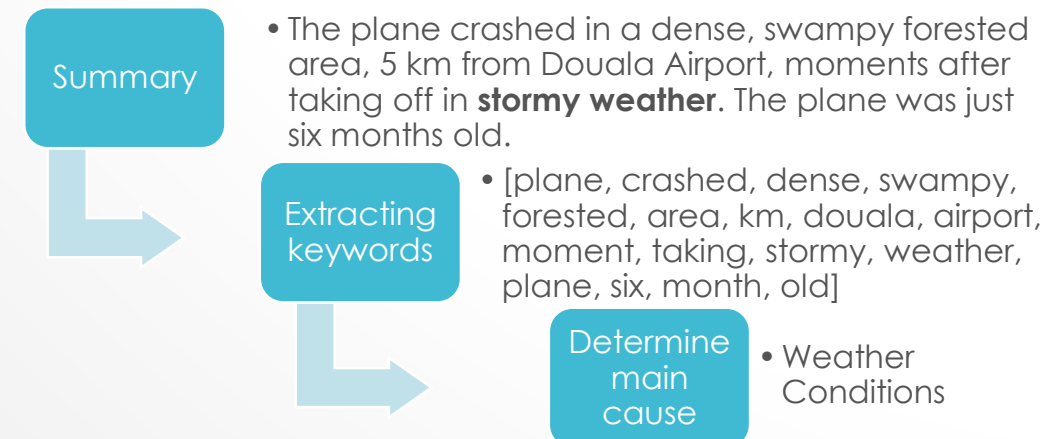 Summary
• The plane crashed in a dense, swampy forested
area, 5 km from Douala Airport, moments after
taking off in stormy weather. The plane was just
six months old.
Extracting
keywords
• [plane, crashed, dense, swampy,
forested, area, km, douala, airport,
moment, taking, stormy, weather,
plane, six, month, old]
Determine
main
cause
• Weather
Conditions